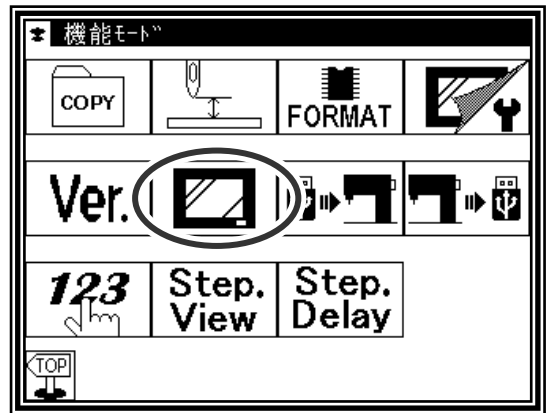 機能ﾓｰﾄﾞ
COPY
FORMAT
Ver.
123
Step.
View
Step.
Delay
TOP